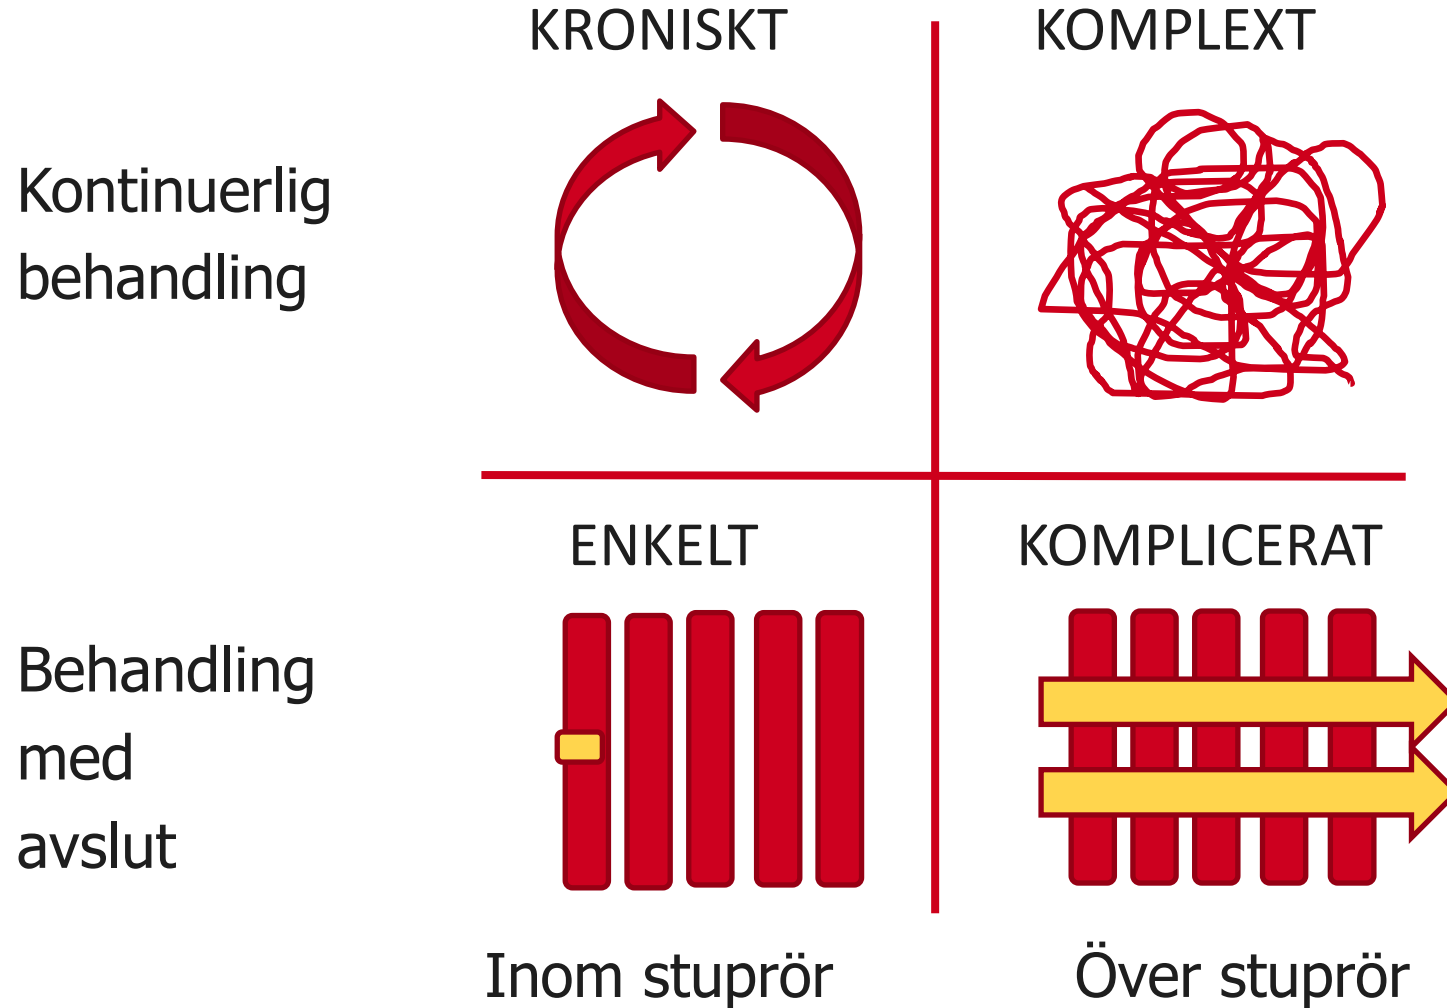 KRONISKT
KOMPLEXT
Kontinuerlig
behandling
ENKELT
KOMPLICERAT
Behandling
med
avslut
Inom stuprör
Över stuprör